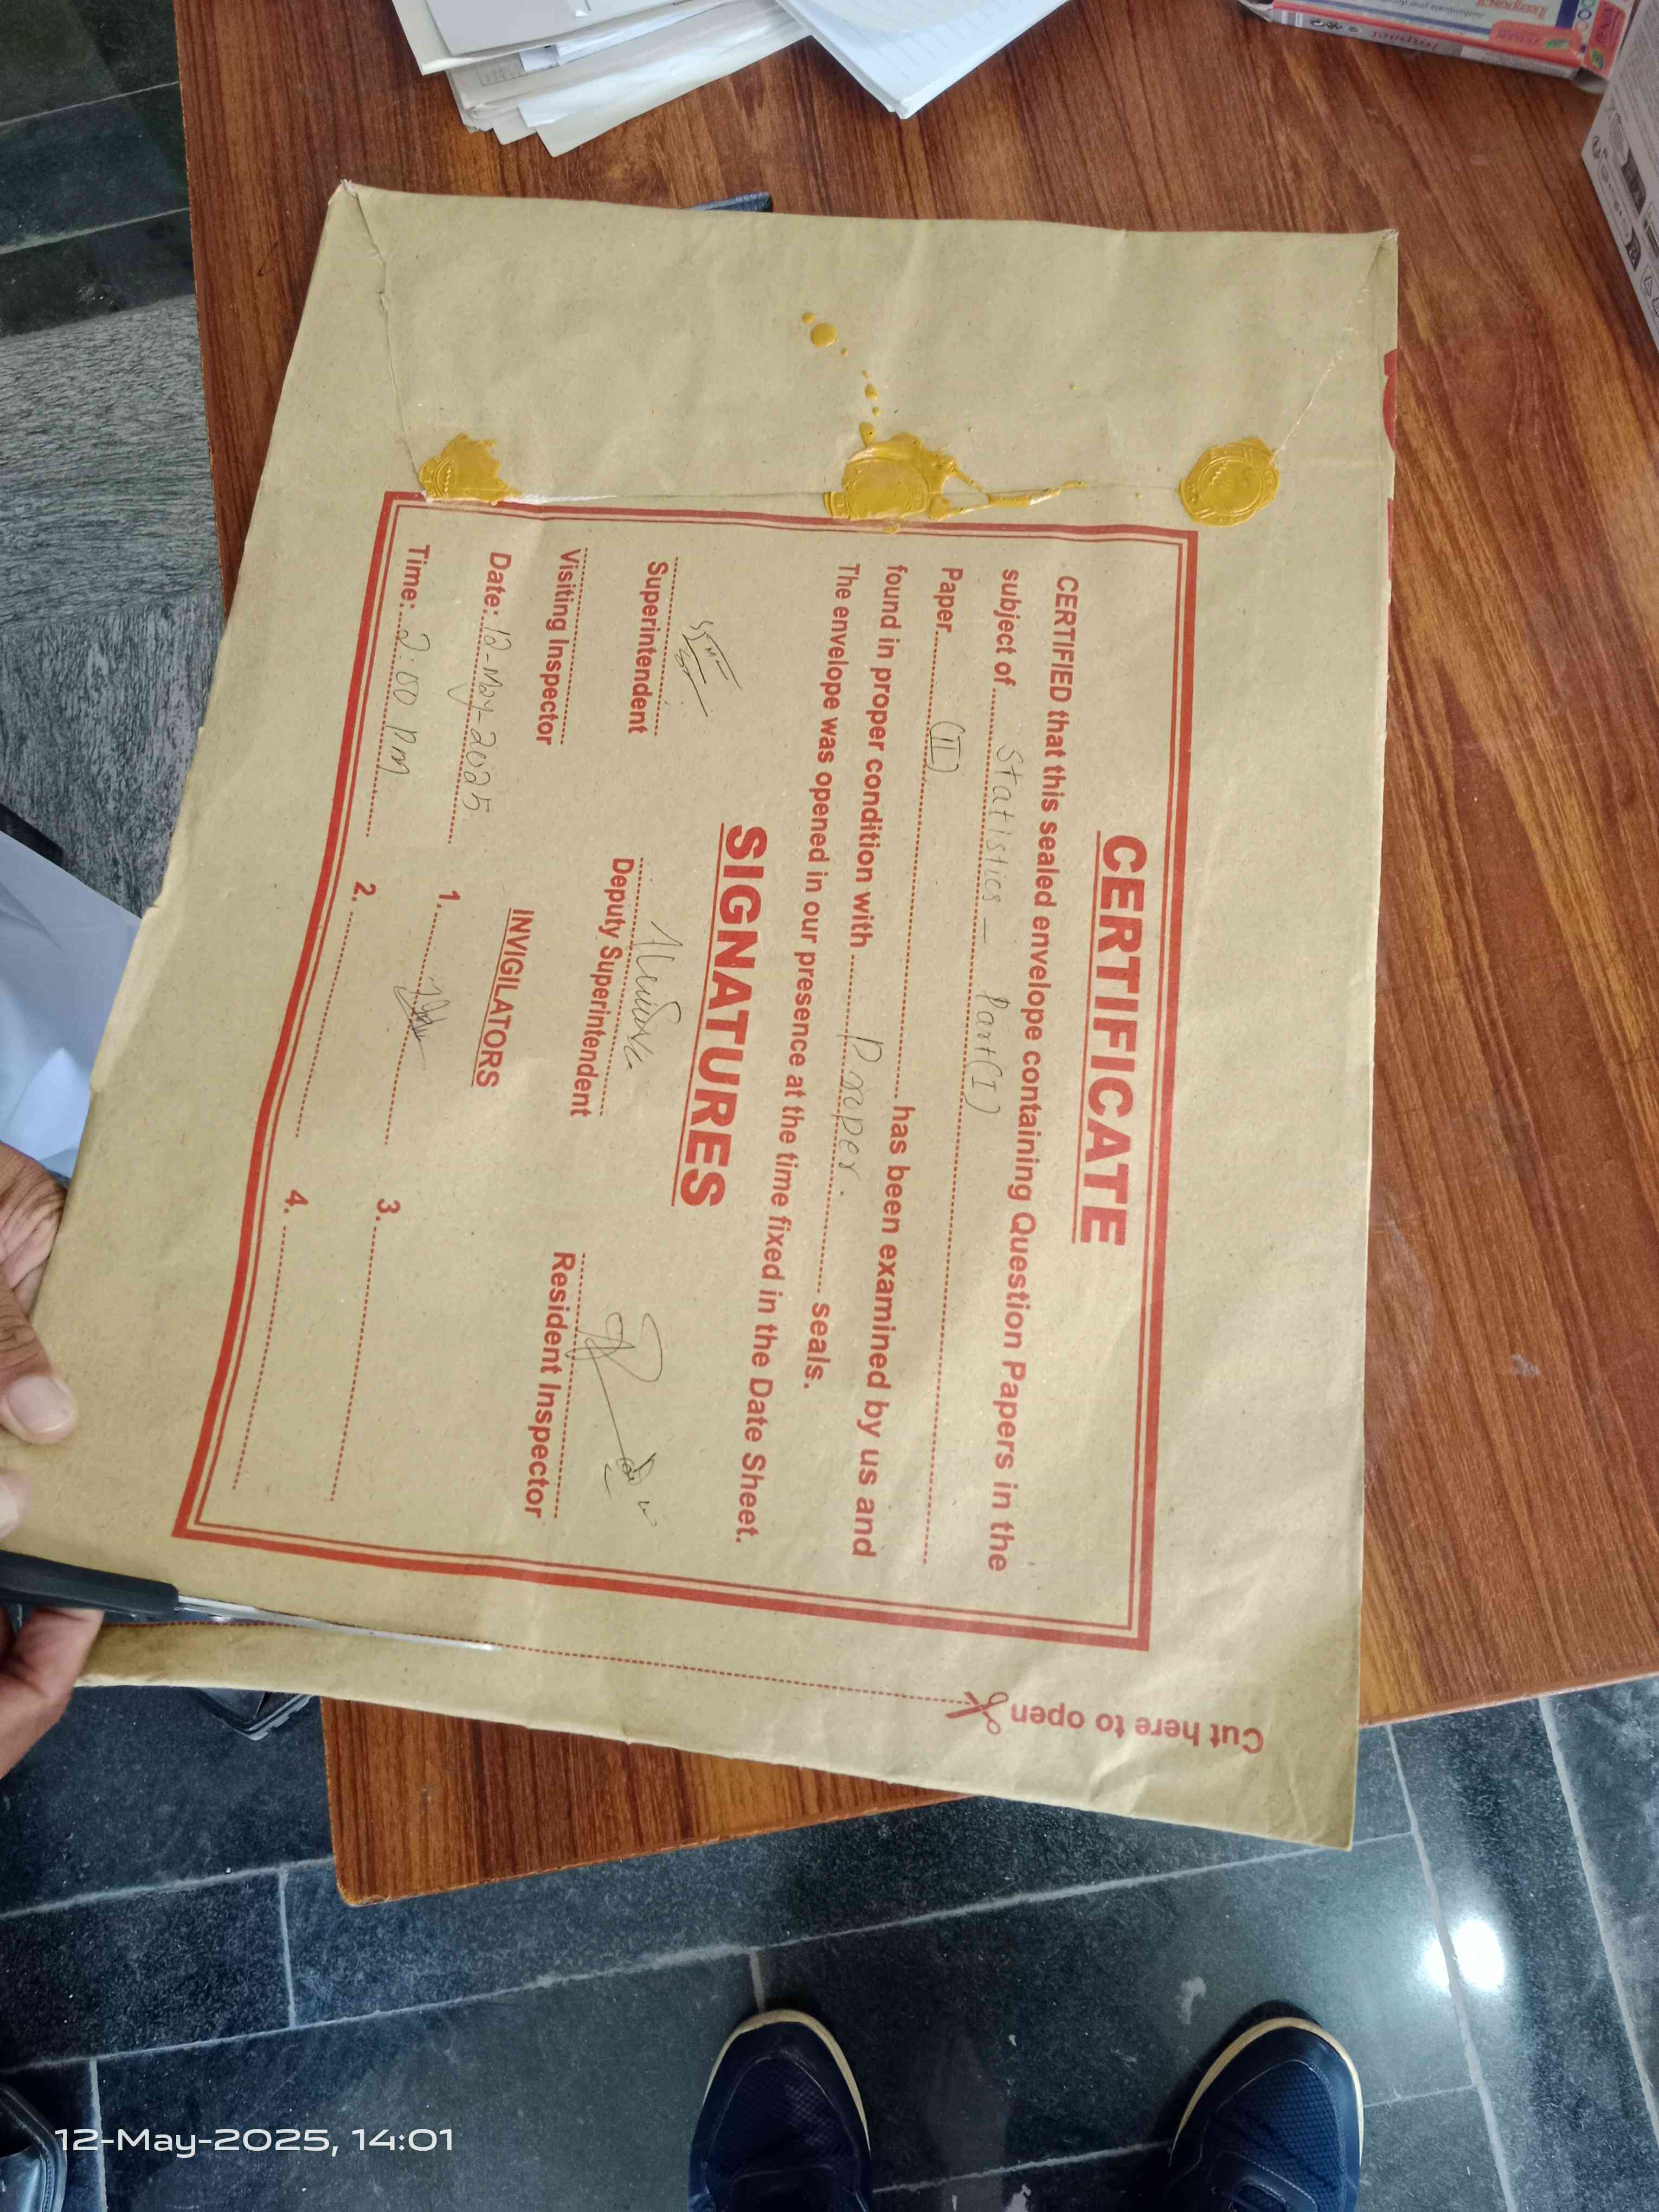 CERTIFICATE
CERTIFIED that this sealed envelope containing Question Papers in the
subject of Statistics – Part(I)
Paper (II) has been examined by us and
found in proper condition with Proper. seals.
The envelope was opened in our presence at the time fixed in the Date Sheet.
SIGNATURES
Superintendent
Deputy Superintendent
Resident Inspector
Visiting Inspector
INVIGILATORS
Date: 12-May-2025
1.
3.
Time: 2:00 Pm
2.
4.
Cut here to open
Impact
12-May-2025, 14:01